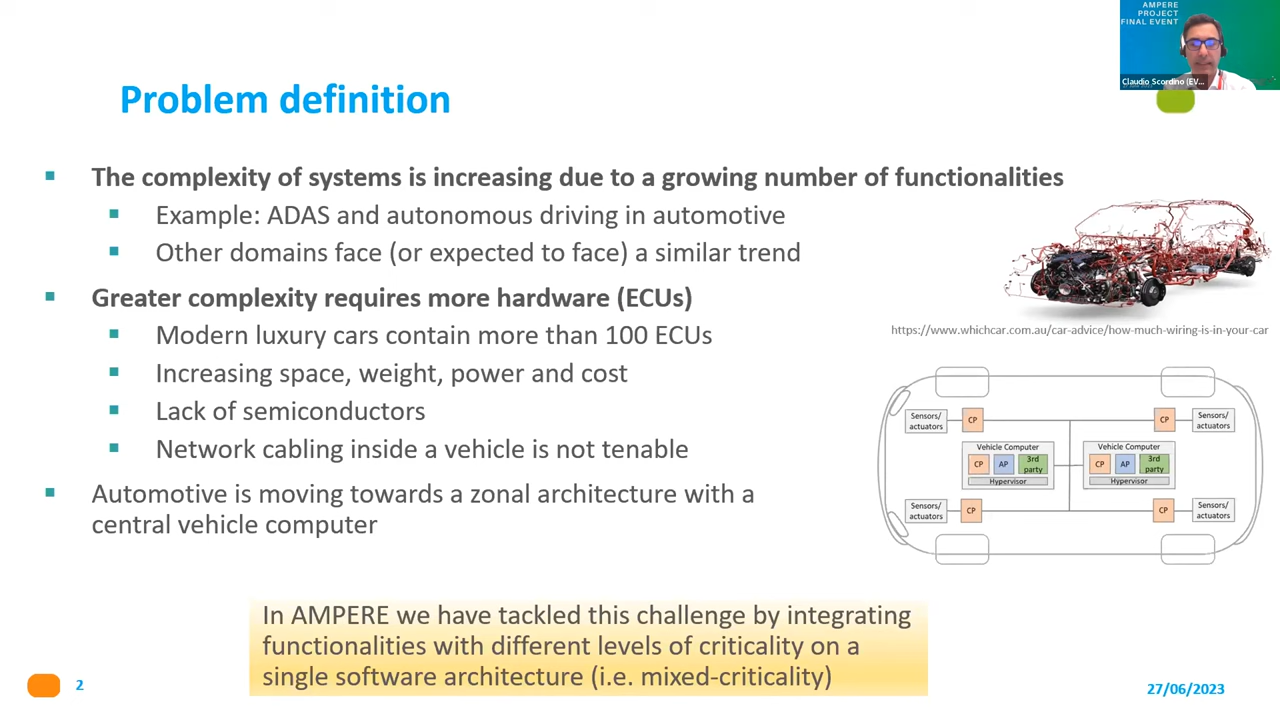 AMPERE
PROJECT
FINAL EVENT
Claudio Scordino (EV...
Problem definition
The complexity of systems is increasing due to a growing number of functionalities
Example: ADAS and autonomous driving in automotive
Other domains face (or expected to face) a similar trend
Greater complexity requires more hardware (ECUs)
Modern luxury cars contain more than 100 ECUs
Increasing space, weight, power and cost
Lack of semiconductors
Network cabling inside a vehicle is not tenable
Automotive is moving towards a zonal architecture with a
central vehicle computer
https://www.whichcar.com.au/car-advice/how-much-wiring-is-in-your-car
Sensors/
actuators
CP
CP
Sensors/
actuators
Vehicle Computer
CP
AP
3rd
party
Hypervisor
Vehicle Computer
CP
AP
3rd
party
Hypervisor
Sensors/
actuators
CP
CP
Sensors/
actuators
In AMPERE we have tackled this challenge by integrating
functionalities with different levels of criticality on a
single software architecture (i.e. mixed-criticality)
2
27/06/2023